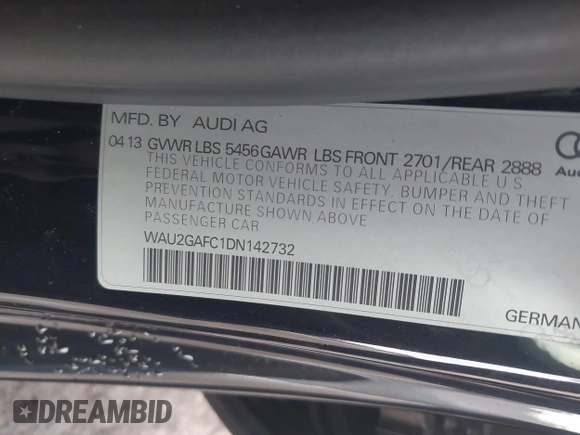 MFD. BY AUDI AG
04 13 GVWR LBS 5456 GAWR LBS FRONT 2701/REAR 2888
THIS VEHICLE CONFORMS TO ALL APPLICABLE U S
FEDERAL MOTOR VEHICLE SAFETY, BUMPER AND THEFT
PREVENTION STANDARDS IN EFFECT ON THE DATE OF
MANUFACTURE SHOWN ABOVE
PASSENGER CAR
WAU2GAFC1DN142732
GERMAN
Aud
DREAMBID